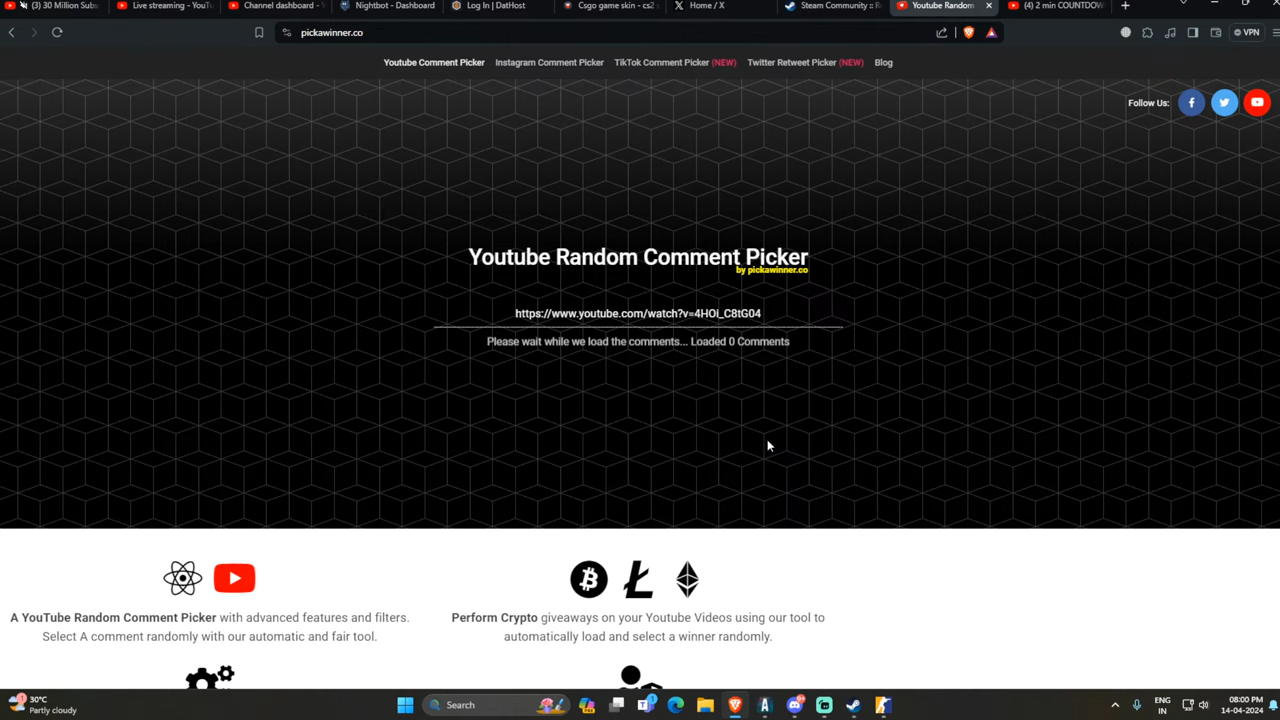 (3) 30 Million Subs
Live streaming - YouTu
Channel dashboard - Y
Nightbot - Dashboard
Log In | DatHost
Csgo game skin - cs2 s
Home / X
Steam Community :: R
Youtube Random
(4) 2 min COUNTDOW
pickawinner.co
VPN
Youtube Comment Picker
Instagram Comment Picker
TikTok Comment Picker (NEW)
Twitter Retweet Picker (NEW)
Blog
Follow Us:
Youtube Random Comment Picker
by pickawinner.co
https://www.youtube.com/watch?v=4HOi_C8tG04
Please wait while we load the comments... Loaded 0 Comments
A YouTube Random Comment Picker with advanced features and filters.
Select A comment randomly with our automatic and fair tool.
Perform Crypto giveaways on your Youtube Videos using our tool to
automatically load and select a winner randomly.
30°C
Partly cloudy
Search
ENG
IN
08:00 PM
14-04-2024